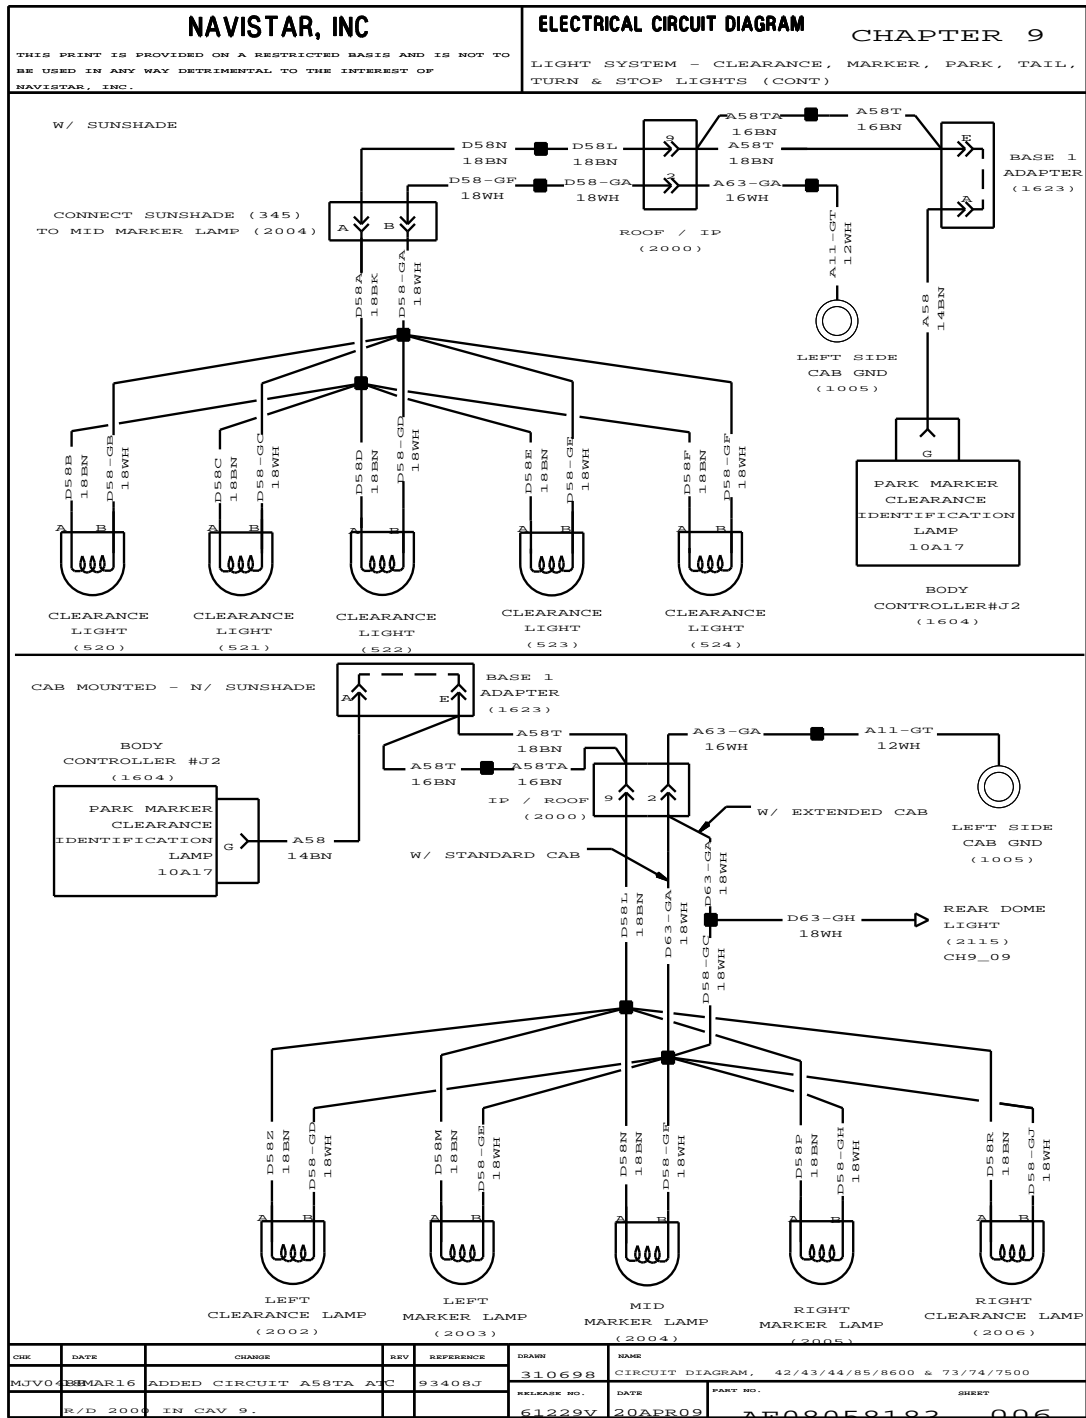 NAVISTAR, INC
THIS PRINT IS PROVIDED ON A RESTRICTED BASIS AND IS NOT TO
BE USED IN ANY WAY DETRIMENTAL TO THE INTEREST OF
NAVISTAR, INC.
ELECTRICAL CIRCUIT DIAGRAM
CHAPTER 9
LIGHT SYSTEM - CLEARANCE, MARKER, PARK, TAIL,
TURN & STOP LIGHTS (CONT)
W/ SUNSHADE
D58N
18BN
D58L
18BN
9
A58TA
16BN
A58T
16BN
A58T
18BN
E
BASE 1
ADAPTER
(1623)
D58-GF
18WH
D58-GA
18WH
2
A63-GA
16WH
A
CONNECT SUNSHADE (345)
TO MID MARKER LAMP (2004)
A
B
ROOF / IP
(2000)
A11-GT
12WH
D58A
18BK
D58-GA
18WH
A58
14BN
LEFT SIDE
CAB GND
(1005)
G
PARK MARKER
CLEARANCE
IDENTIFICATION
LAMP
10A17
BODY
CONTROLLER#J2
(1604)
D58B
18BN
D58-GB
18WH
D58C
18BN
D58-GC
18WH
D58D
18BN
D58-GD
18WH
D58E
18BN
D58-GE
18WH
D58F
18BN
D58-GF
18WH
A B
A B
A B
A B
A B
CLEARANCE
LIGHT
(520)
CLEARANCE
LIGHT
(521)
CLEARANCE
LIGHT
(522)
CLEARANCE
LIGHT
(523)
CLEARANCE
LIGHT
(524)
CAB MOUNTED - N/ SUNSHADE
A
E
BASE 1
ADAPTER
(1623)
A58T
18BN
A58T
16BN
A58TA
16BN
A63-GA
16WH
A11-GT
12WH
BODY
CONTROLLER #J2
(1604)
PARK MARKER
CLEARANCE
IDENTIFICATION
LAMP
10A17
G
A58
14BN
IP / ROOF
(2000)
9
2
W/ EXTENDED CAB
LEFT SIDE
CAB GND
(1005)
W/ STANDARD CAB
D58L
18BN
D63-GA
18WH
D63-GA
18WH
D58-GC
18WH
D63-GH
18WH
REAR DOME
LIGHT
(2115)
CH9_09
D58Z
18BN
D58-GD
18WH
D58M
18BN
D58-GE
18WH
D58N
18BN
D58-GF
18WH
D58P
18BN
D58-GH
18WH
D58R
18BN
D58-GJ
18WH
A B
A B
A B
A B
A B
LEFT
CLEARANCE LAMP
(2002)
LEFT
MARKER LAMP
(2003)
MID
MARKER LAMP
(2004)
RIGHT
MARKER LAMP
(2005)
RIGHT
CLEARANCE LAMP
(2006)
CHK DATE CHANGE REV REFERENCE
ADDED CIRCUIT A58TA AT C 93408J
R/D 2000 IN CAV 9.
DRAWN
310698
NAME
CIRCUIT DIAGRAM, 42/43/44/85/8600 & 73/74/7500
RELEASE NO.
61229V
DATE
20APR09
PART NO.
AE08058182
SHEET
006